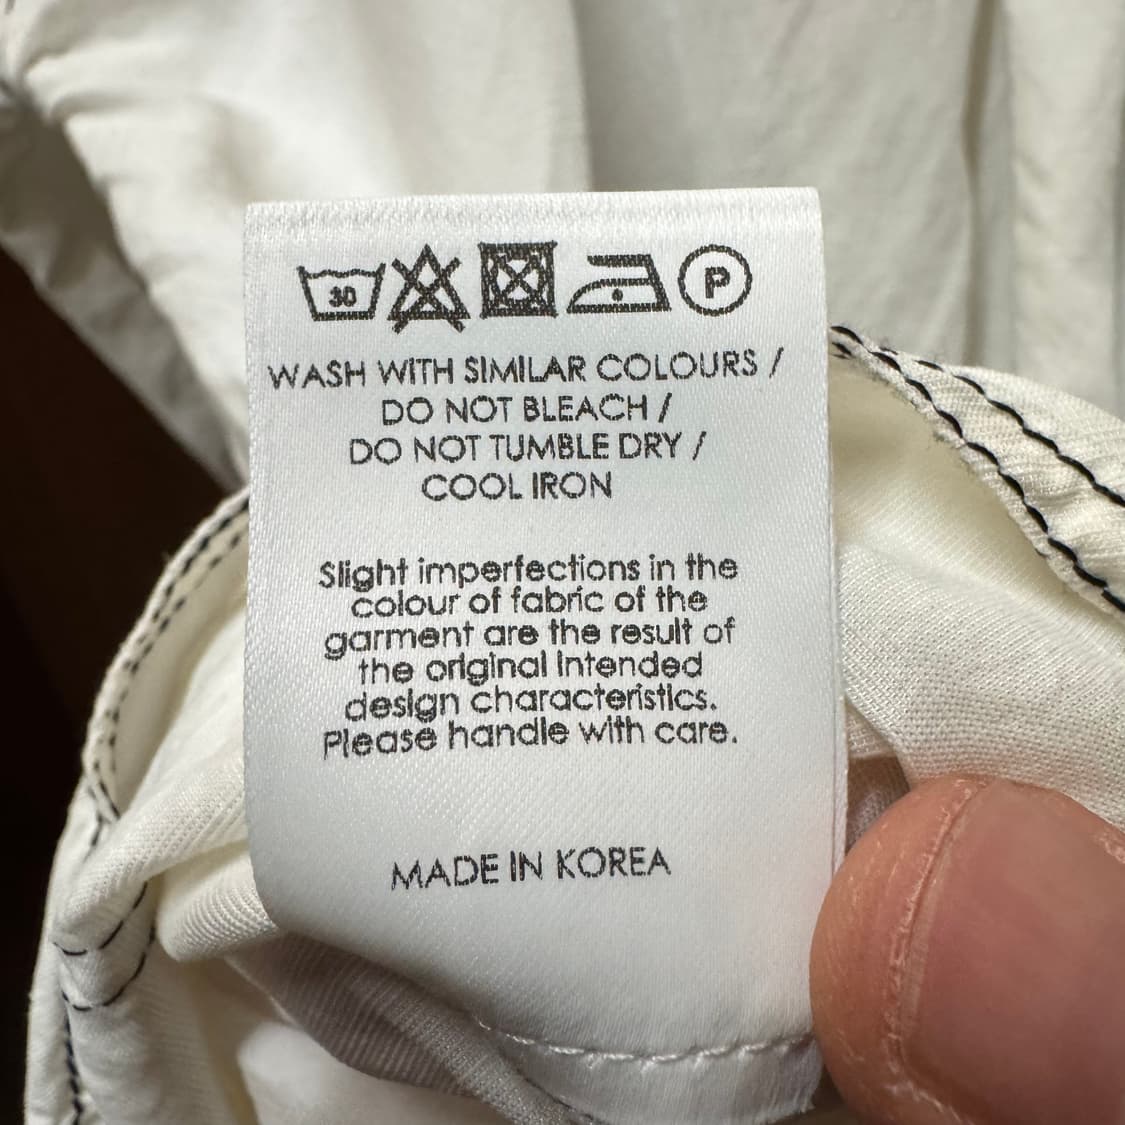 30 P
WASH WITH SIMILAR COLOURS /
DO NOT BLEACH /
DO NOT TUMBLE DRY /
COOL IRON
Slight imperfections in the
colour of fabric of the
garment are the result of
the original intended
design characteristics.
Please handle with care.
MADE IN KOREA